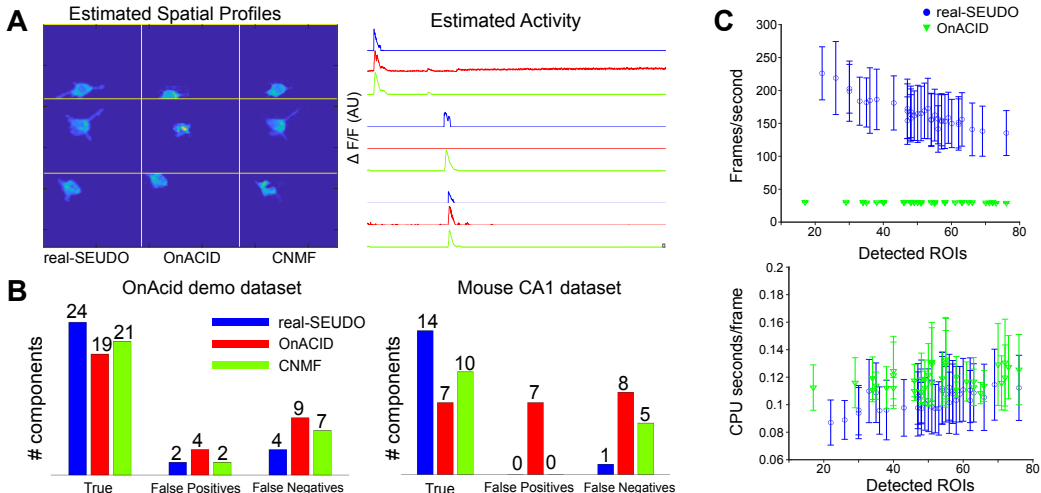 A
Estimated Spatial Profiles
real-SEUDO OnACID CNMF
Estimated Activity
Δ F/F (AU)
B
OnAcid demo dataset
# components
24
19
21
2
4
2
4
9
7
True
False Positives
False Negatives
real-SEUDO
OnACID
CNMF
Mouse CA1 dataset
# components
14
7
10
0
7
0
1
8
5
True
False Positives
False Negatives
C
real-SEUDO
OnACID
Frames/second
300
250
200
150
100
50
0
20 40 60 80
Detected ROIs
CPU seconds/frame
0.2
0.16
0.14
0.12
0.1
0.08
0.06
20 40 60 80
Detected ROIs